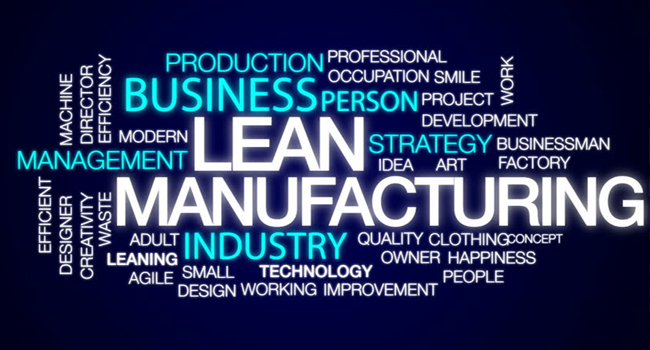 PRODUCTION
PROFESSIONAL
OCCUPATION SMILE
BUSINESS PERSON
PROJECT
WORK
DEVELOPMENT
MACHINE
DIRECTOR
EFFICIENCY
MODERN
LEAN
STRATEGY
BUSINESSMAN
MANAGEMENT
IDEA ART FACTORY
MANUFACTURING
EFFICIENT
DESIGNER
CREATIVITY
WASTE
ADULT
INDUSTRY
QUALITY CLOTHING CONCEPT
LEANING
OWNER HAPPINESS
AGILE
SMALL
TECHNOLOGY
PEOPLE
DESIGN WORKING IMPROVEMENT